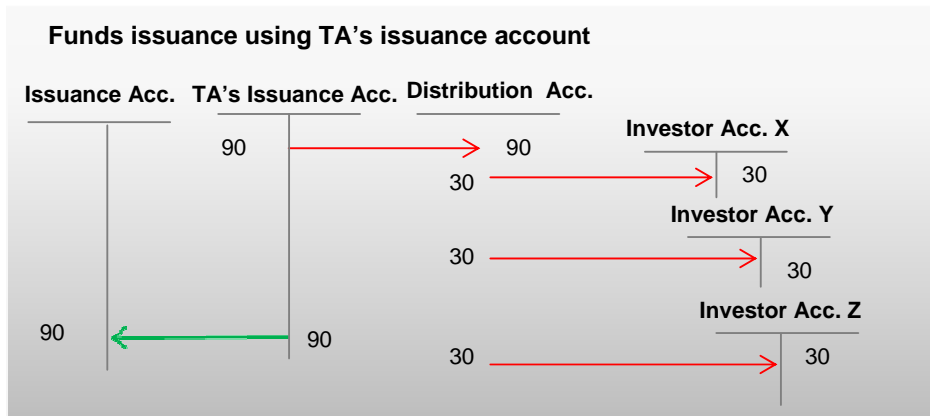 Funds issuance using TA's issuance account
Issuance Acc. TA's Issuance Acc. Distribution Acc.
Investor Acc. X
90 90
30 30
Investor Acc. Y
30 30
Investor Acc. Z
90 90
30 30